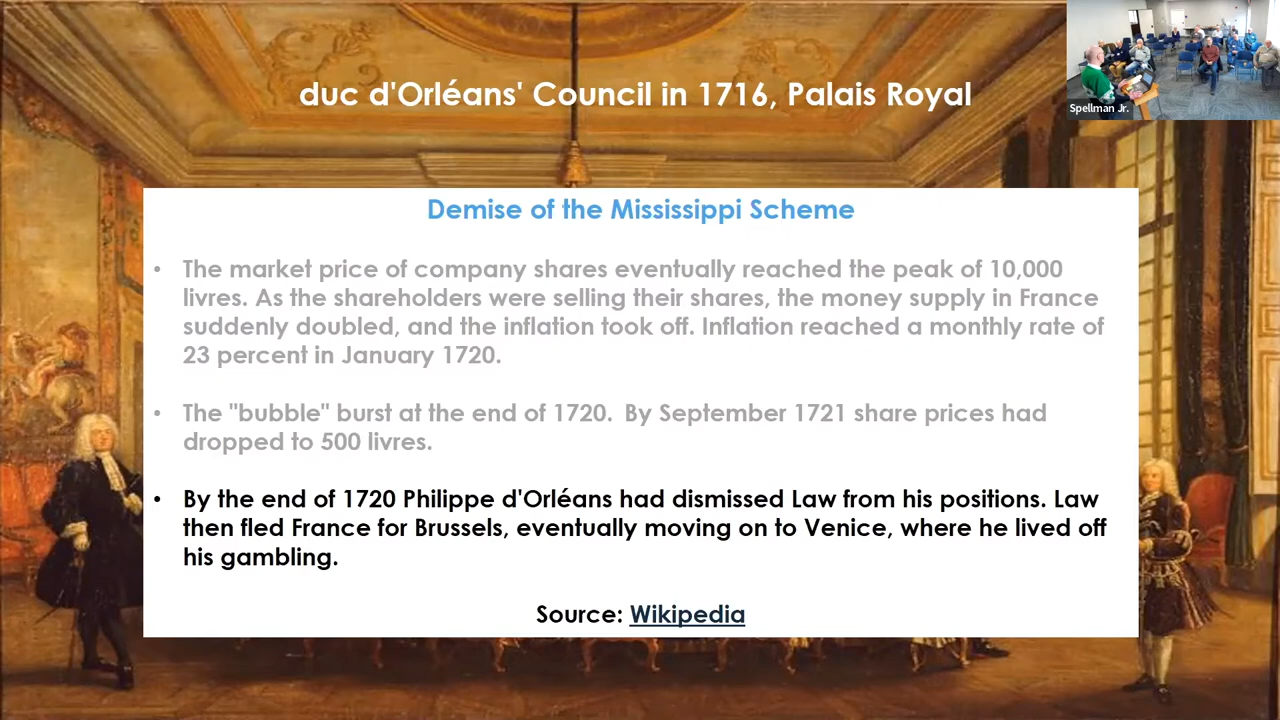 duc d'Orléans' Council in 1716, Palais Royal
Spellman Jr.
Demise of the Mississippi Scheme
• The market price of company shares eventually reached the peak of 10,000
livres. As the shareholders were selling their shares, the money supply in France
suddenly doubled, and the inflation took off. Inflation reached a monthly rate of
23 percent in January 1720.
• The "bubble" burst at the end of 1720.  By September 1721 share prices had
dropped to 500 livres.
• By the end of 1720 Philippe d'Orléans had dismissed Law from his positions. Law
then fled France for Brussels, eventually moving on to Venice, where he lived off
his gambling.
Source: Wikipedia